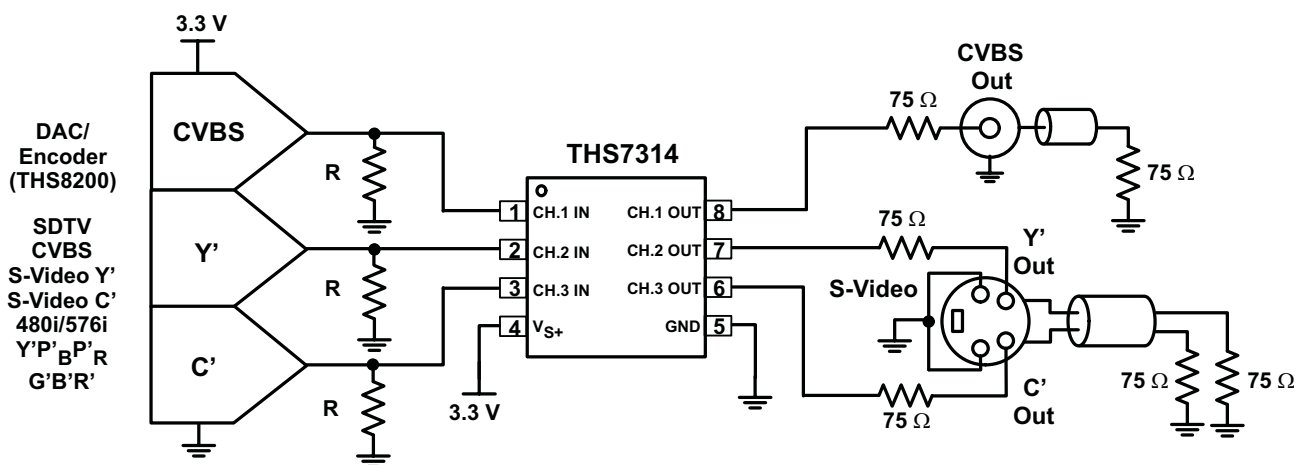 3.3 V
CVBS
Y'
C'
DAC/
Encoder
(THS8200)
SDTV
CVBS
S-Video Y'
S-Video C'
480i/576i
Y'P'BP'R
G'B'R'
R
R
R
THS7314
1 CH.1 IN
2 CH.2 IN
3 CH.3 IN
4 VS+
CH.1 OUT 8
CH.2 OUT 7
CH.3 OUT 6
GND 5
3.3 V
75 Ω
CVBS
Out
75 Ω
75 Ω
Y'
Out
S-Video
75 Ω
C'
Out
75 Ω
75 Ω